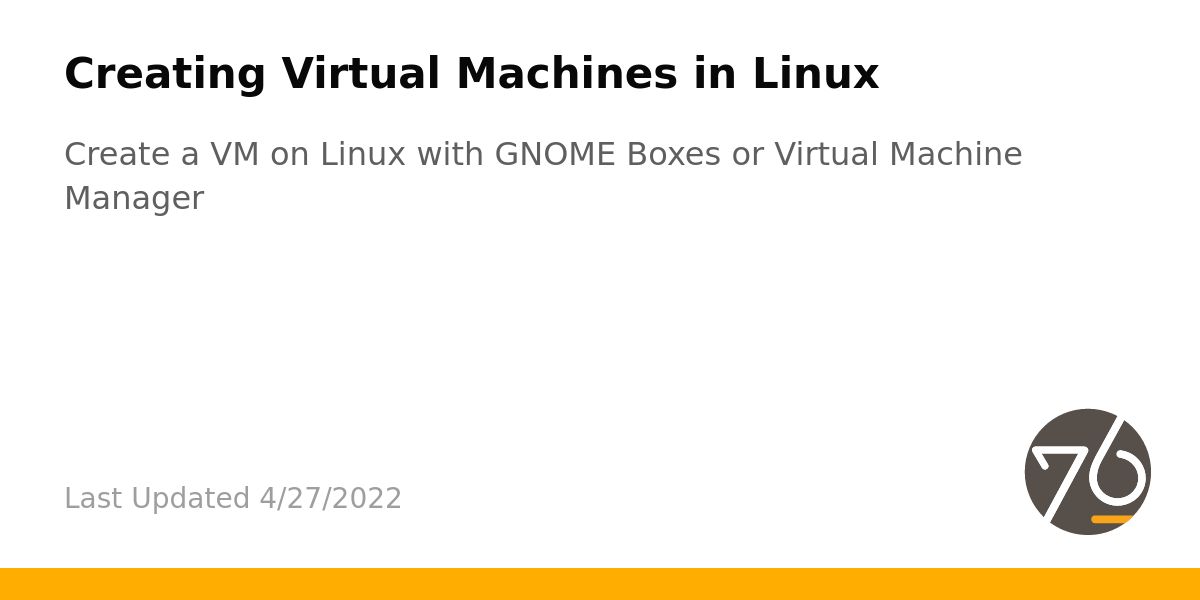 Creating Virtual Machines in Linux
Create a VM on Linux with GNOME Boxes or Virtual Machine
Manager
Last Updated 4/27/2022
76